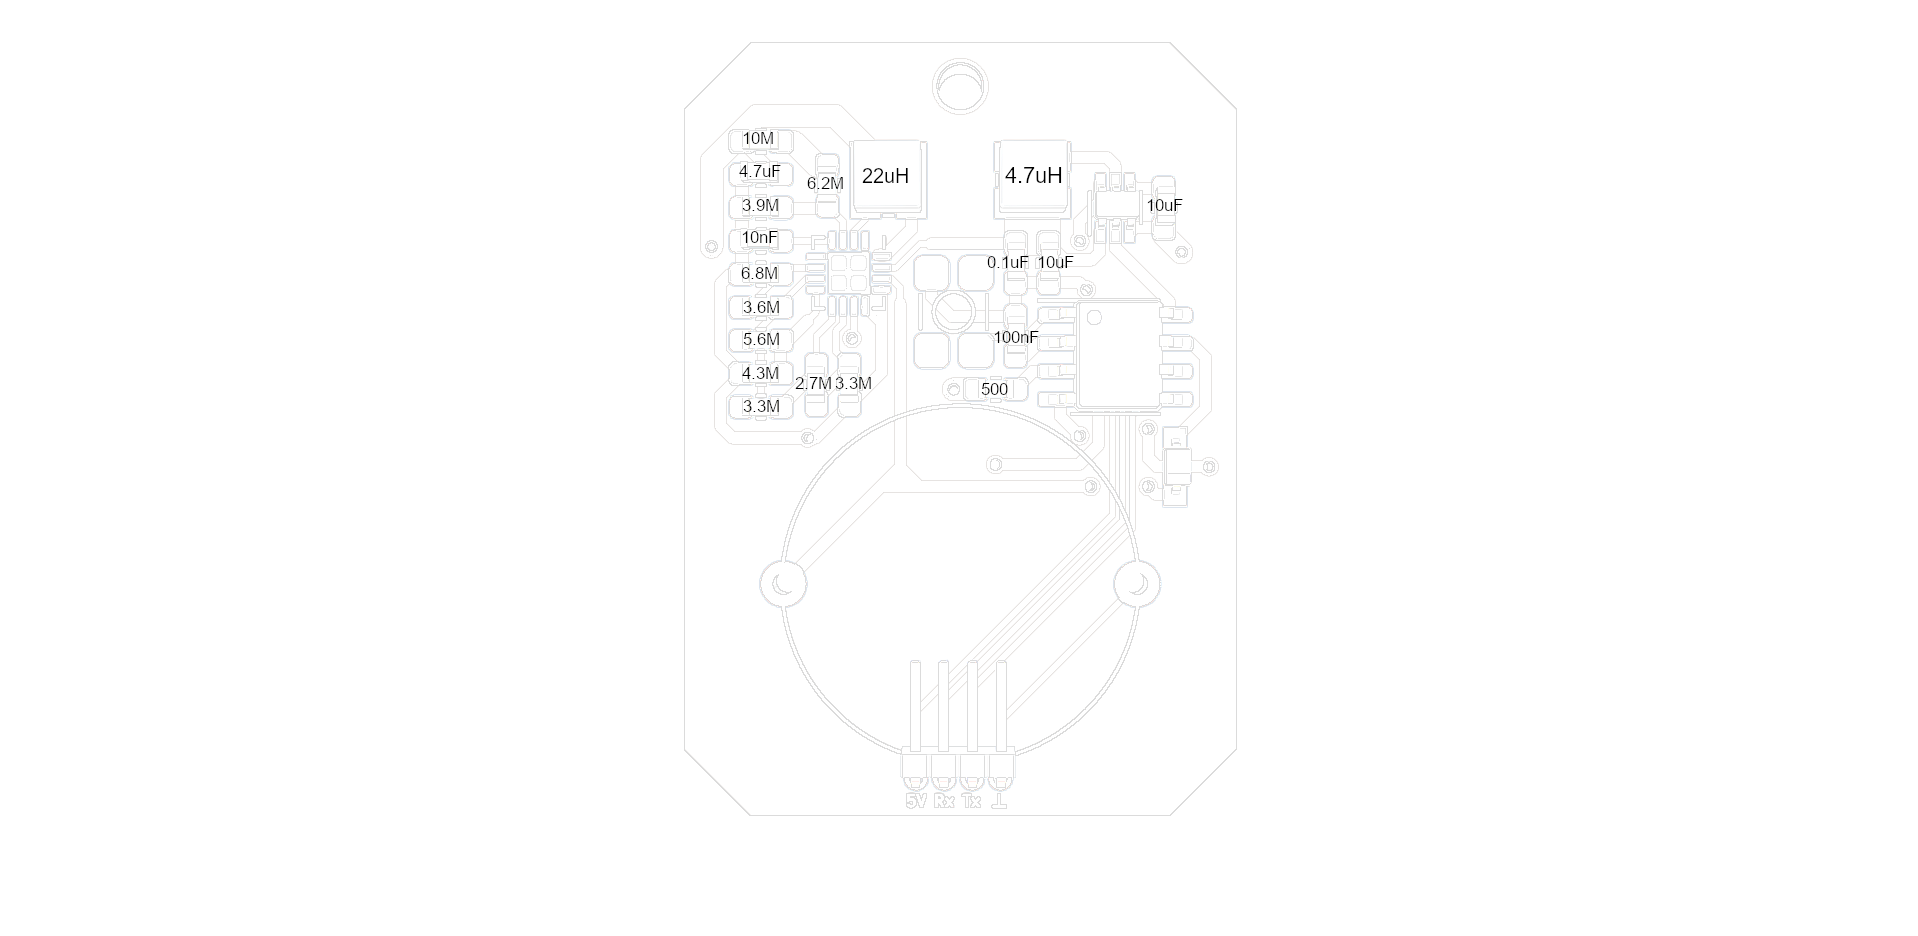 10M
4.7uF
6.2M
22uH
4.7uH
3.9M
10uF
10nF
6.8M
0.1uF
10uF
3.6M
5.6M
100nF
4.3M
2.7M
3.3M
500
3.3M
5V Rx Tx